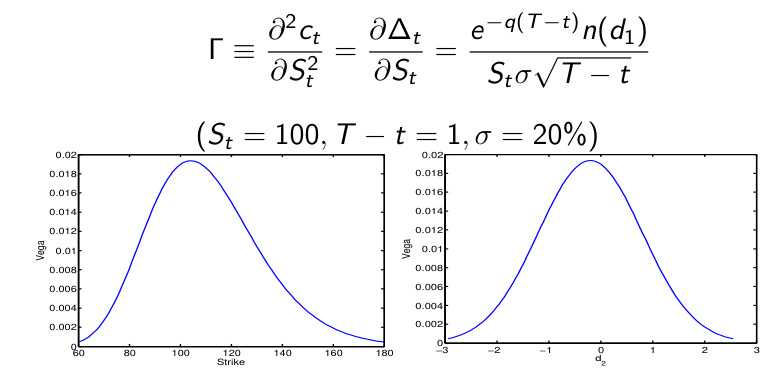 Γ ≡ ∂²c_t / ∂S_t² = ∂Δ_t / ∂S_t = e^{−q(T−t)} n(d₁) / S_t σ√(T − t)
(S_t = 100, T − t = 1, σ = 20%)
0.02
0.018
0.016
0.014
0.012
0.01
0.008
0.006
0.004
0.002
0
Vega
60 80 100 120 140 160 180
Strike
0.02
0.018
0.016
0.014
0.012
0.01
0.008
0.006
0.004
0.002
0
Vega
−3 −2 −1 0 1 2 3
d₂